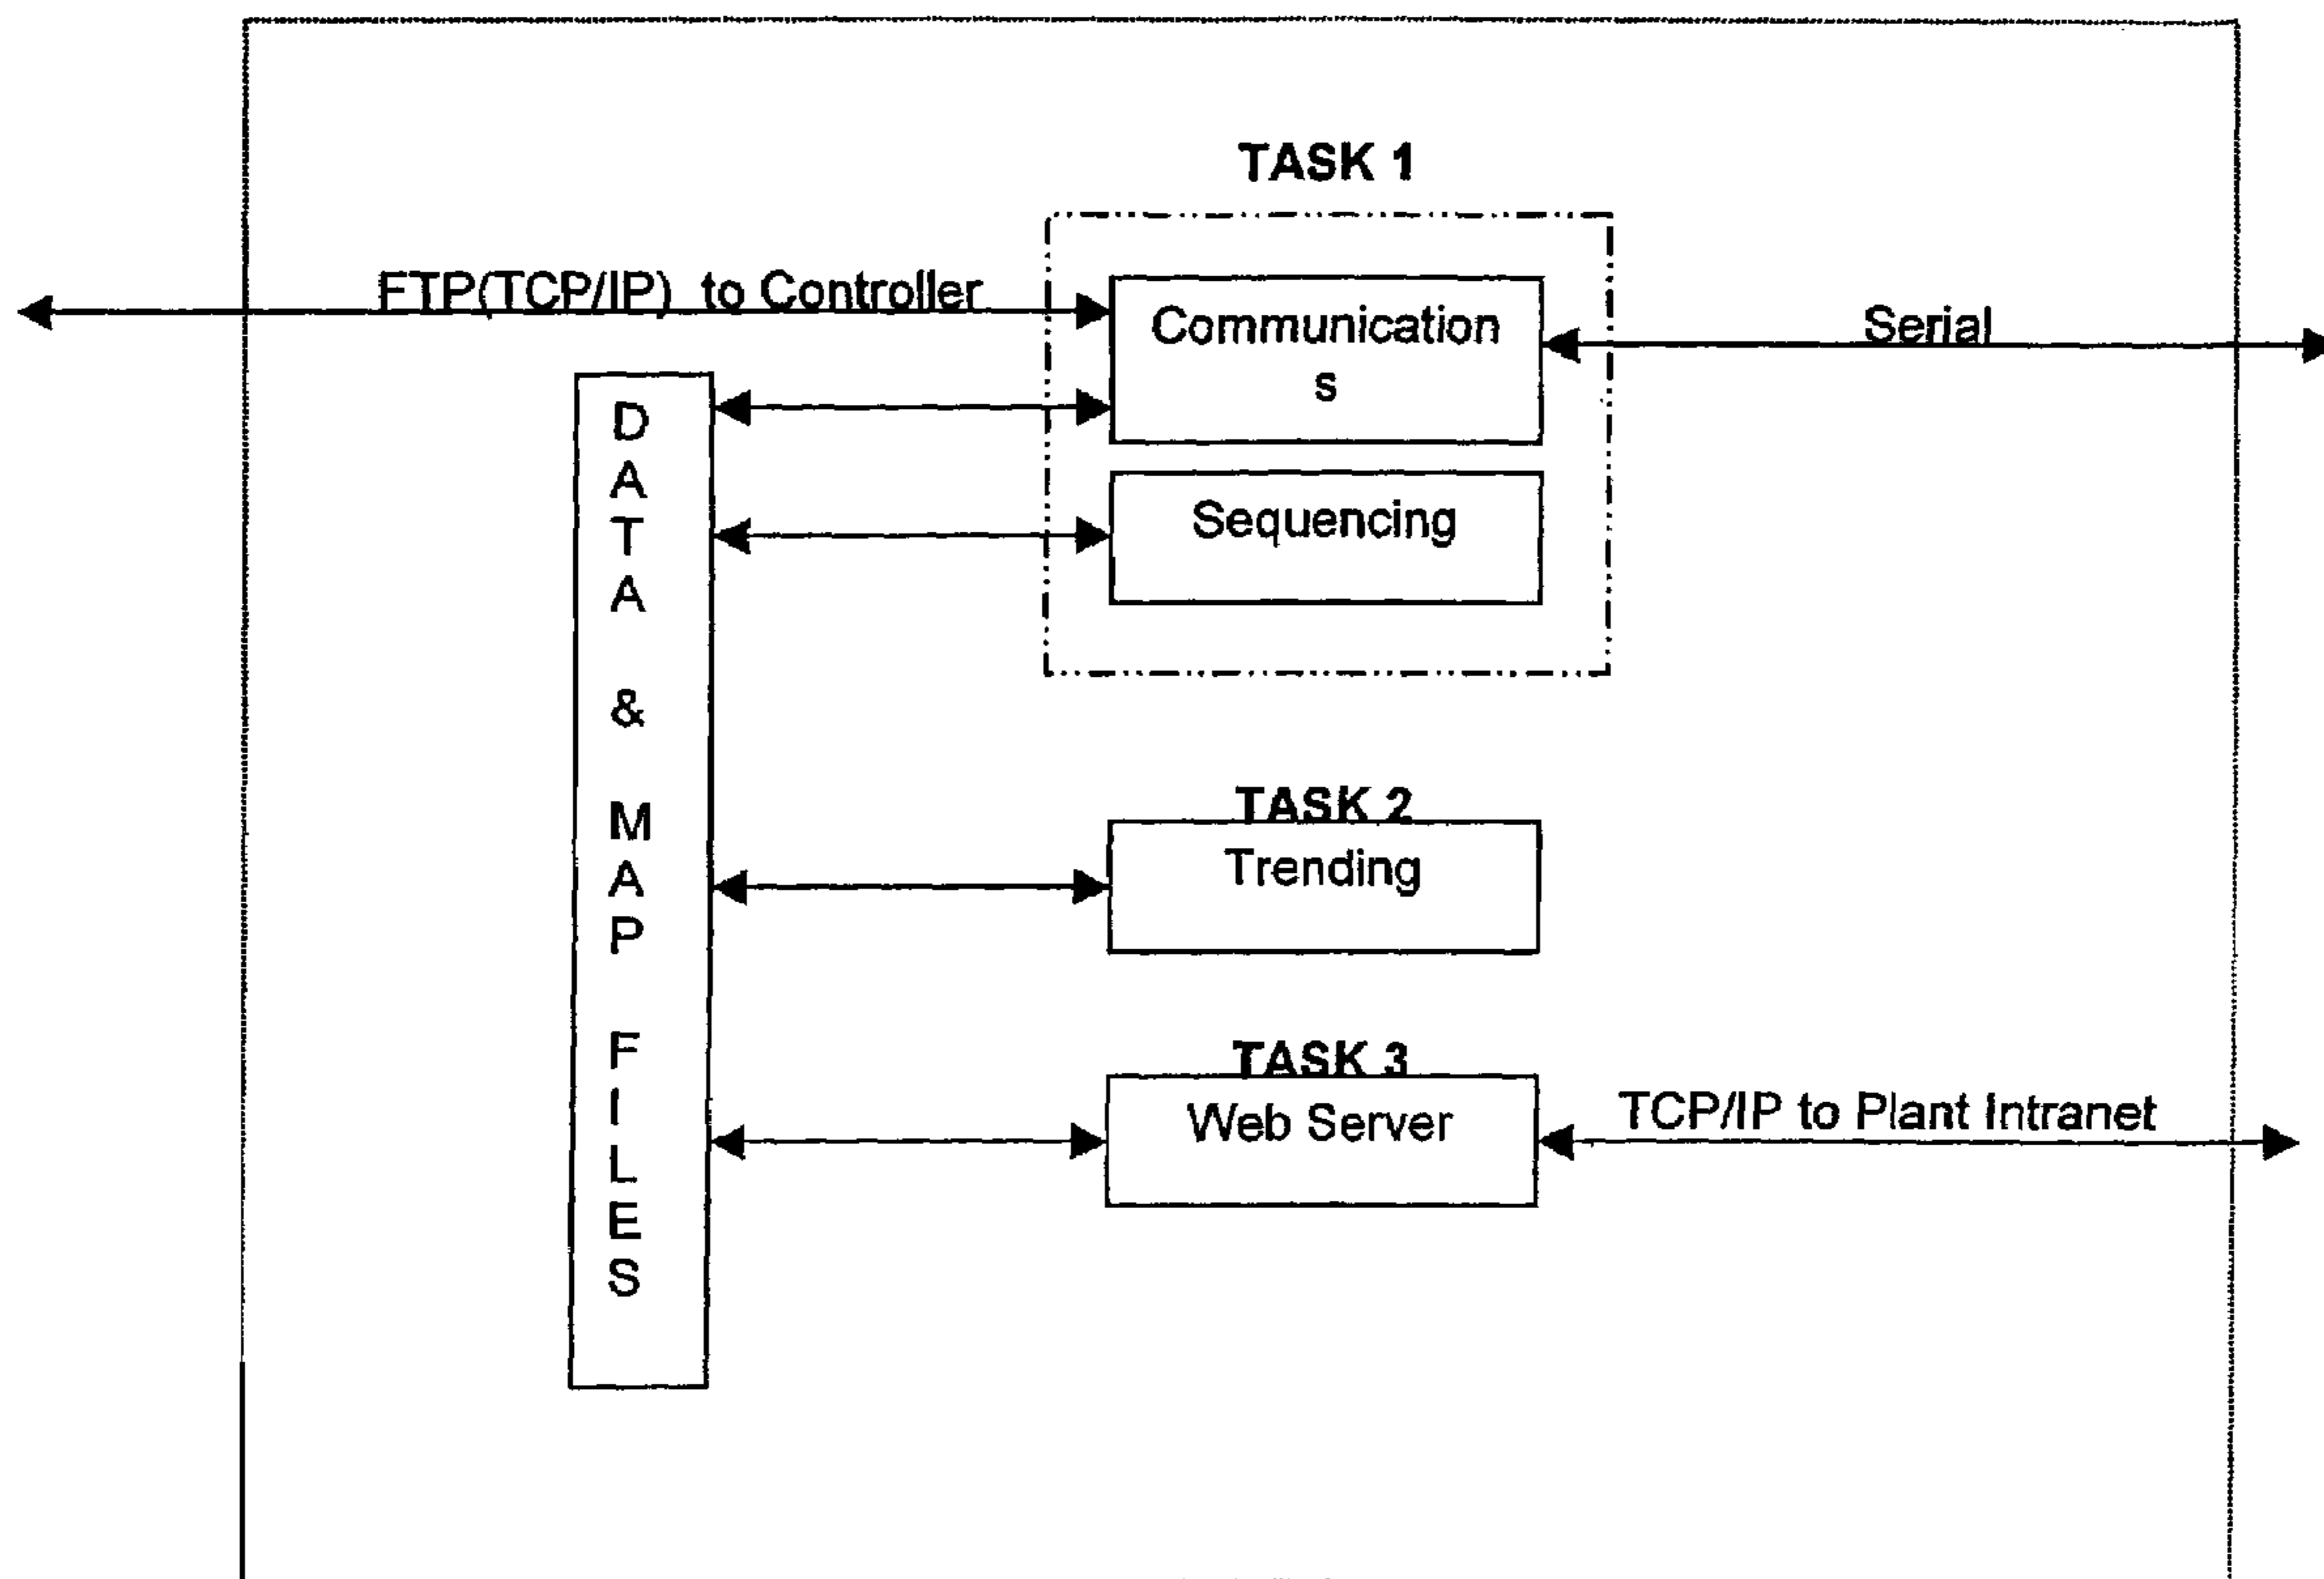 TASK 1
FTP(TCP/IP) to Controller
Communication
s
Serial
Sequencing
D
A
T
A
&
M
A
P
F
I
L
E
S
TASK 2
Trending
TASK 3
Web Server
TCP/IP to Plant Intranet